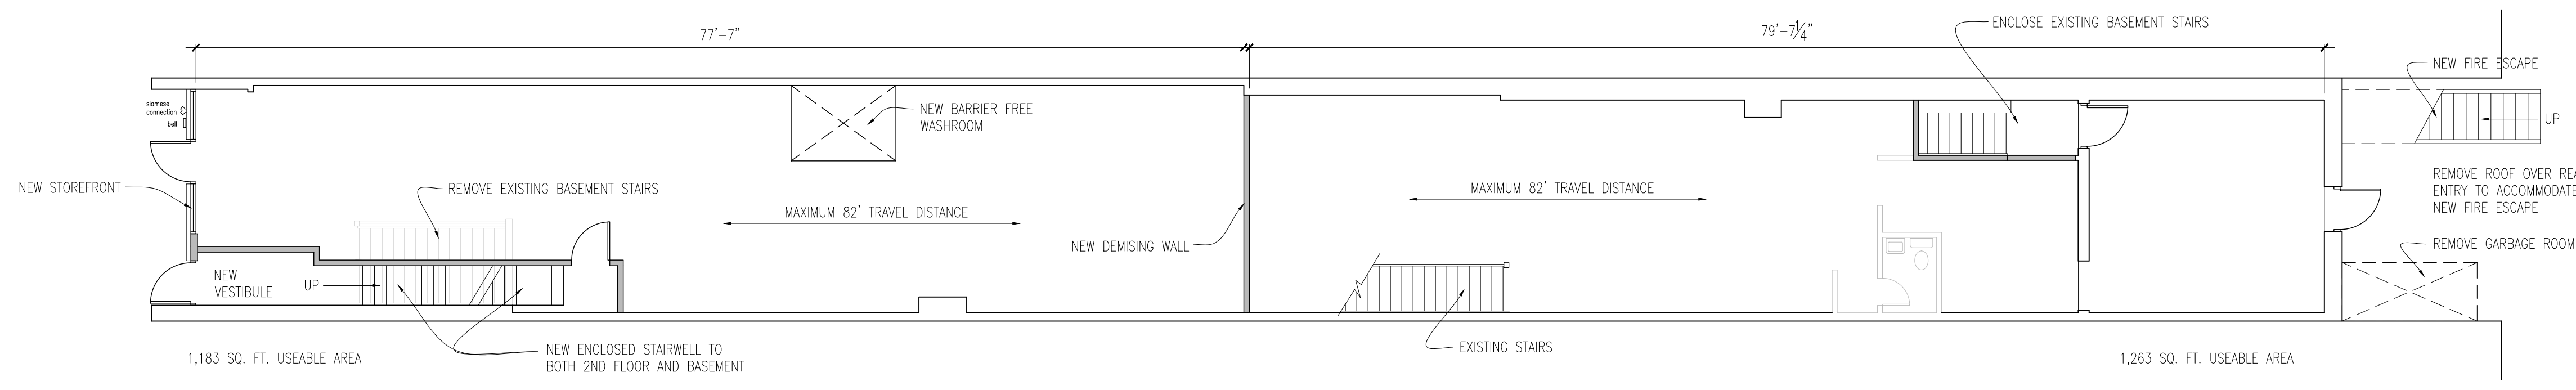 77'-7"
79'-7 1/4"
ENCLOSE EXISTING BASEMENT STAIRS
NEW FIRE ESCAPE
siamese
connection
bell
NEW BARRIER FREE
WASHROOM
UP
REMOVE ROOF OVER REA
ENTRY TO ACCOMMODATE
NEW FIRE ESCAPE
NEW STOREFRONT
REMOVE EXISTING BASEMENT STAIRS
MAXIMUM 82' TRAVEL DISTANCE
MAXIMUM 82' TRAVEL DISTANCE
NEW DEMISING WALL
REMOVE GARBAGE ROOM
NEW
VESTIBULE
UP
NEW ENCLOSED STAIRWELL TO
BOTH 2ND FLOOR AND BASEMENT
EXISTING STAIRS
1,183 SQ. FT. USEABLE AREA
1,263 SQ. FT. USEABLE AREA